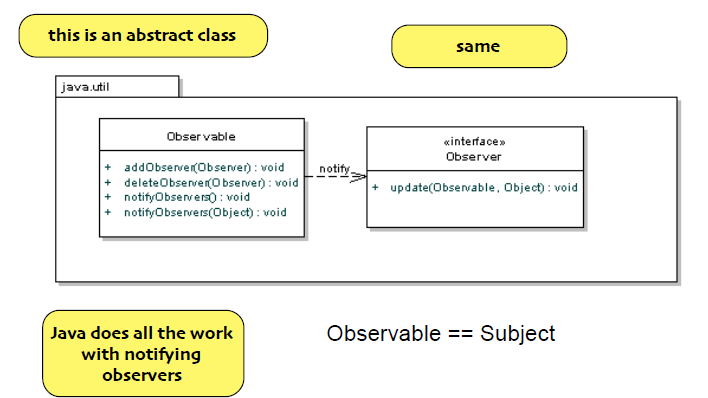 this is an abstract class
same
java.util
Observable
+ addObserver(Observer) : void
+ deleteObserver(Observer) : void
+ notifyObservers() : void
+ notifyObservers(Object) : void
notify
«interface»
Observer
+ update(Observable, Object) : void
Java does all the work
with notifying
observers
Observable == Subject